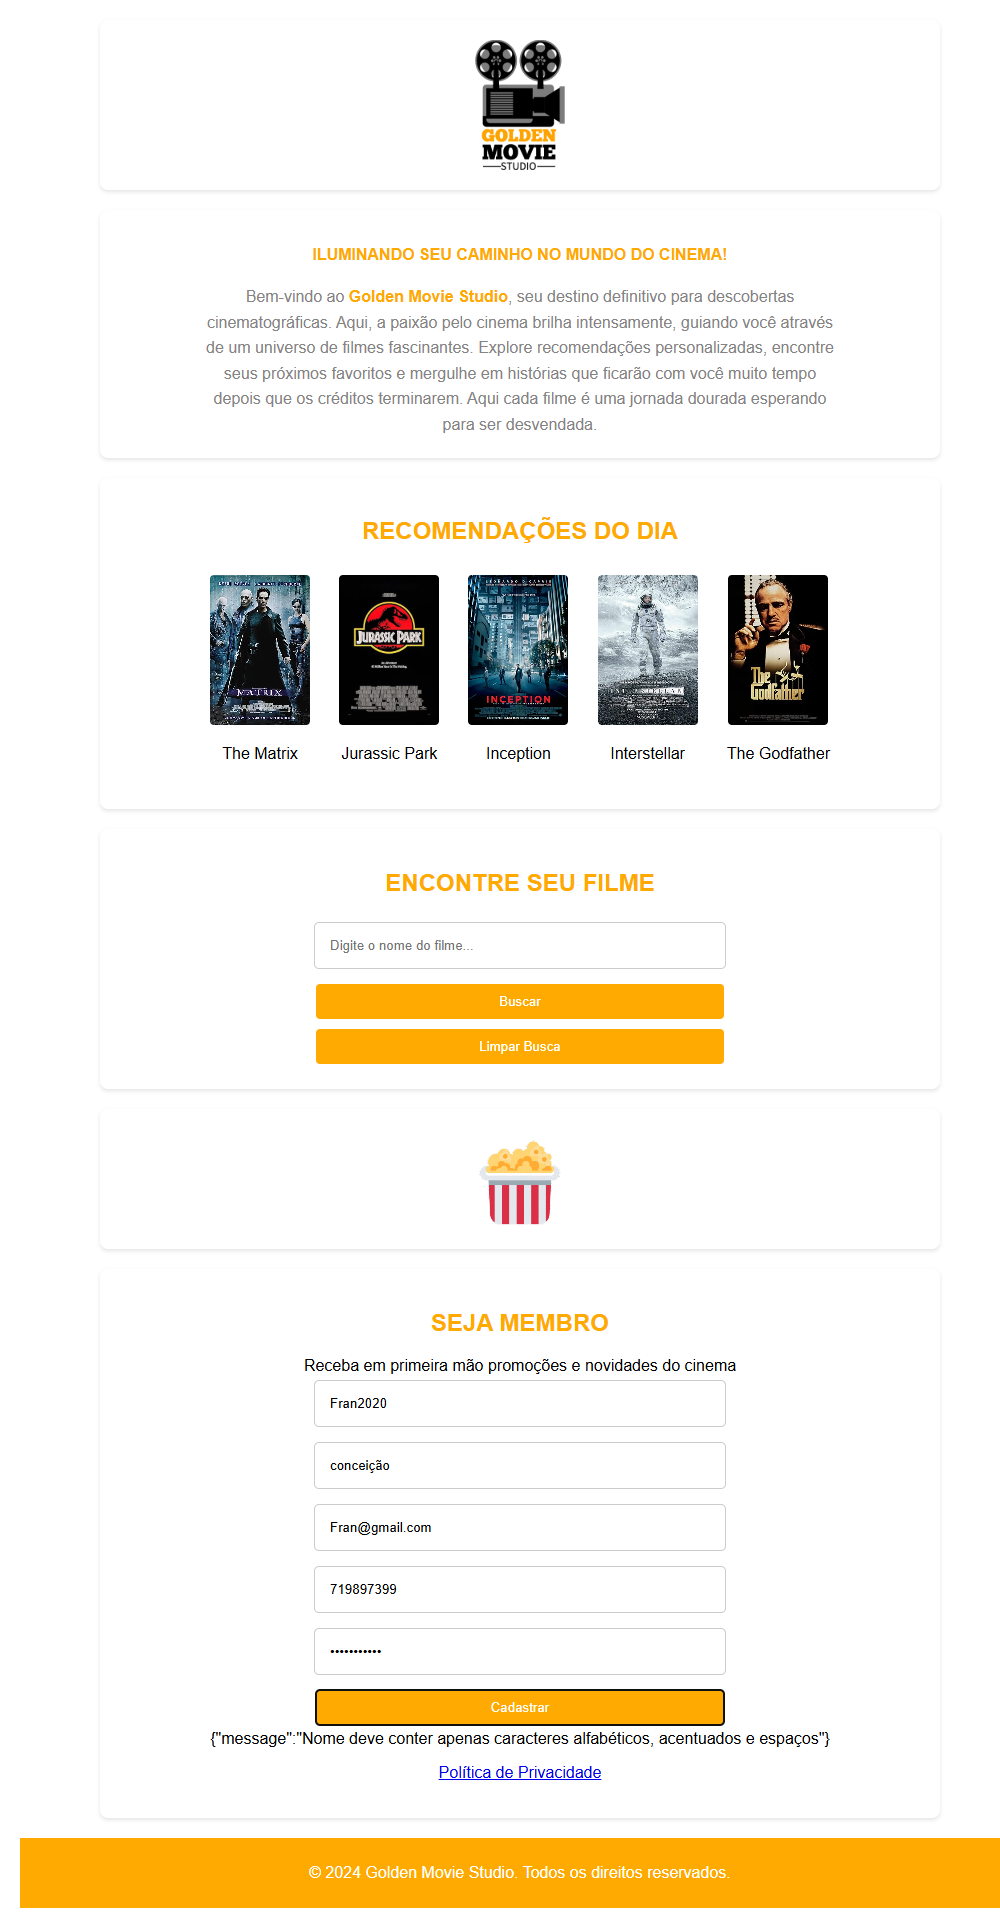 GOLDEN
MOVIE
STUDIO
ILUMINANDO SEU CAMINHO NO MUNDO DO CINEMA!
Bem-vindo ao Golden Movie Studio, seu destino definitivo para descobertas
cinematográficas. Aqui, a paixão pelo cinema brilha intensamente, guiando você através
de um universo de filmes fascinantes. Explore recomendações personalizadas, encontre
seus próximos favoritos e mergulhe em histórias que ficarão com você muito tempo
depois que os créditos terminarem. Aqui cada filme é uma jornada dourada esperando
para ser desvendada.
RECOMENDAÇÕES DO DIA
MATRIX
JURASSIC PARK
INCEPTION
The Godfather
The Matrix
Jurassic Park
Inception
Interstellar
The Godfather
ENCONTRE SEU FILME
Digite o nome do filme...
Buscar
Limpar Busca
SEJA MEMBRO
Receba em primeira mão promoções e novidades do cinema
Fran2020
conceição
Fran@gmail.com
719897399
•••••••••••
Cadastrar
{"message":"Nome deve conter apenas caracteres alfabéticos, acentuados e espaços"}
Política de Privacidade
© 2024 Golden Movie Studio. Todos os direitos reservados.